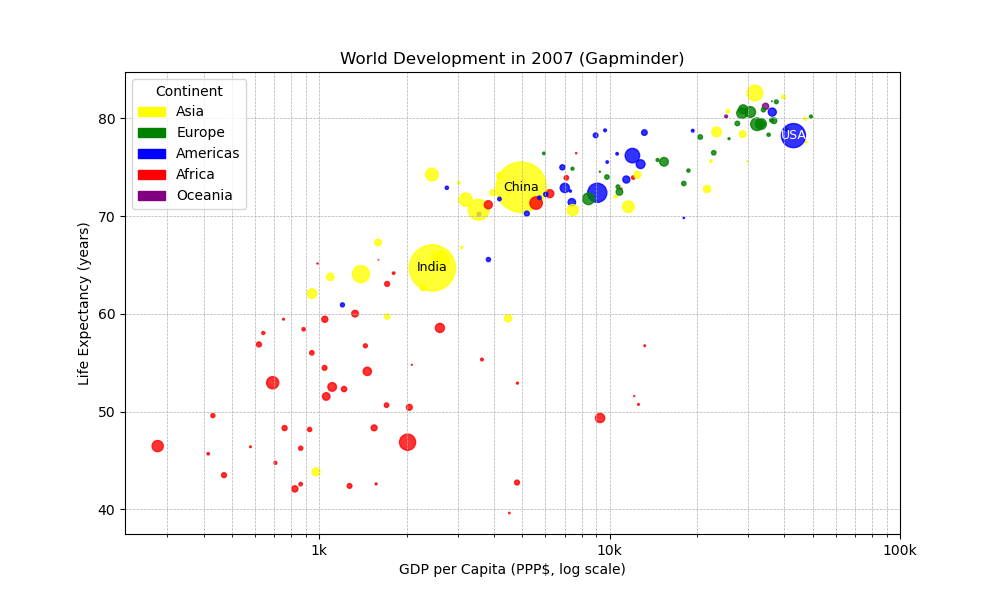 World Development in 2007 (Gapminder)
Continent
Asia
Europe
Americas
Africa
Oceania
China
USA
India
Life Expectancy (years)
80
70
60
50
40
1k
10k
100k
GDP per Capita (PPP$, log scale)